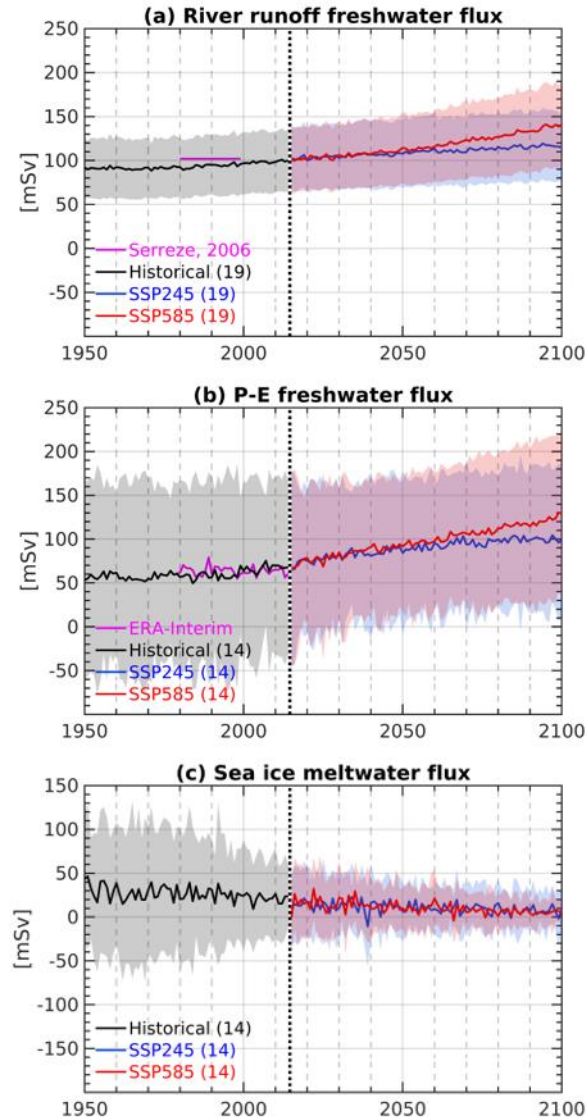 (a) River runoff freshwater flux
250
200
150
100
50
0
-50
[mSv]
Serreze, 2006
Historical (19)
SSP245 (19)
SSP585 (19)
1950
2000
2050
2100
(b) P-E freshwater flux
250
200
150
100
50
0
-50
[mSv]
ERA-Interim
Historical (14)
SSP245 (14)
SSP585 (14)
1950
2000
2050
2100
(c) Sea ice meltwater flux
150
100
50
0
-50
-100
-150
[mSv]
Historical (14)
SSP245 (14)
SSP585 (14)
1950
2000
2050
2100